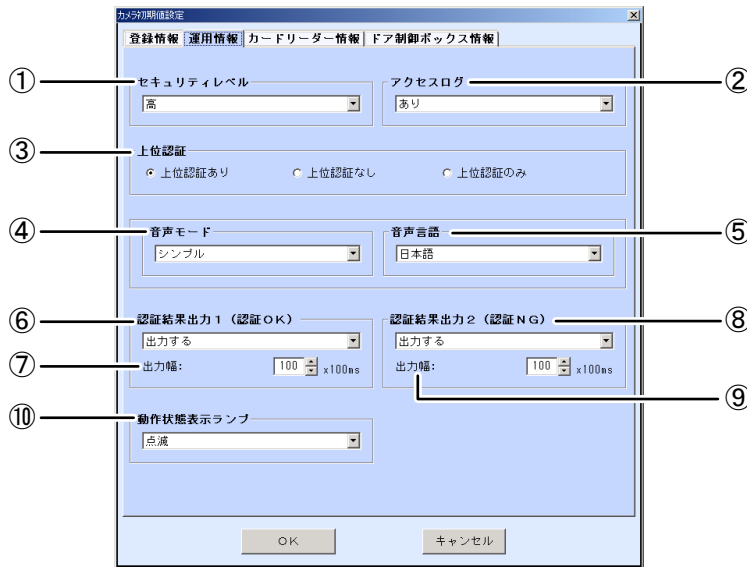 カメラ初期値設定
登録情報 運用情報 カードリーダー情報 ドア制御ボックス情報
① セキュリティレベル アクセスログ ②
高 あり
③ 上位認証
上位認証あり 上位認証なし 上位認証のみ
④ 音声モード 音声言語 ⑤
シンプル 日本語
⑥ 認証結果出力1（認証OK） 認証結果出力2（認証NG） ⑧
出力する 出力する
⑦ 出力幅: 100 x100ms 出力幅: 100 x100ms
⑨
⑩ 動作状態表示ランプ
点滅
OK キャンセル